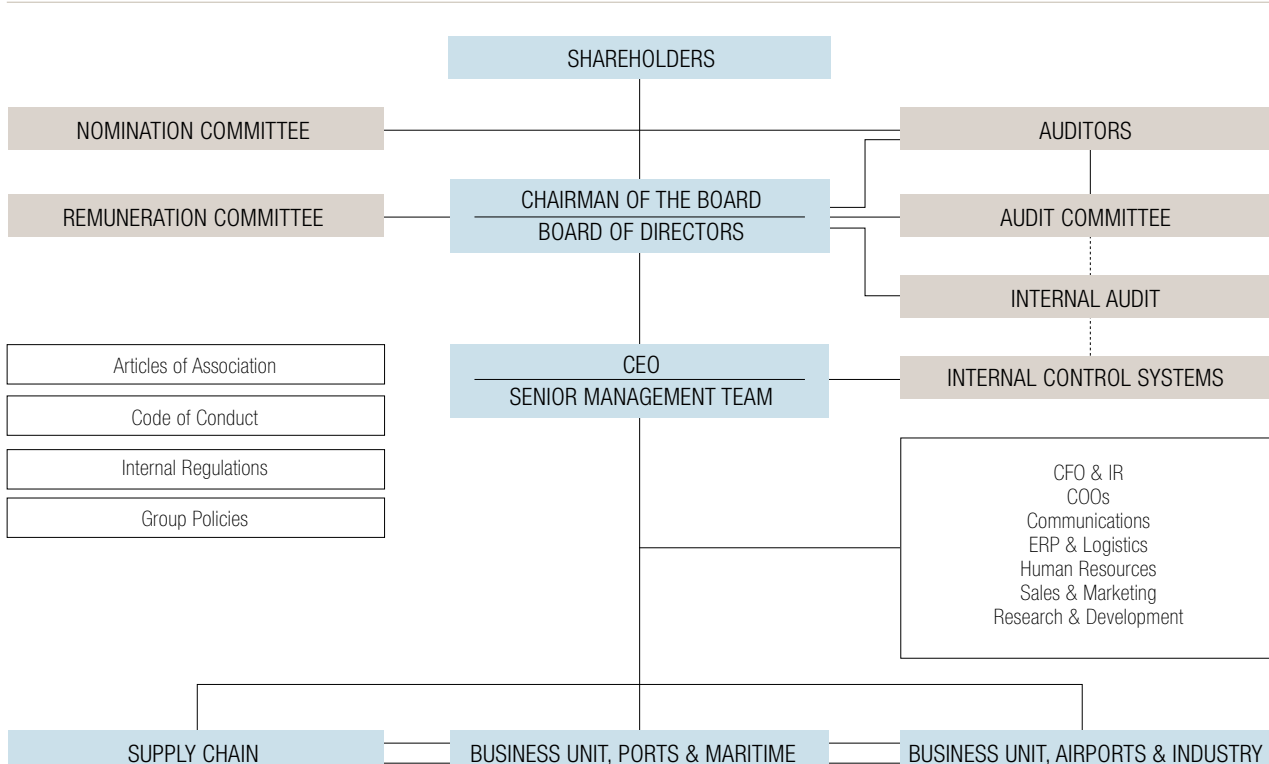 SHAREHOLDERS
NOMINATION COMMITTEE
AUDITORS
REMUNERATION COMMITTEE
CHAIRMAN OF THE BOARD
BOARD OF DIRECTORS
AUDIT COMMITTEE
INTERNAL AUDIT
Articles of Association
Code of Conduct
Internal Regulations
Group Policies
CEO
SENIOR MANAGEMENT TEAM
INTERNAL CONTROL SYSTEMS
CFO & IR
COOs
Communications
ERP & Logistics
Human Resources
Sales & Marketing
Research & Development
SUPPLY CHAIN
BUSINESS UNIT, PORTS & MARITIME
BUSINESS UNIT, AIRPORTS & INDUSTRY